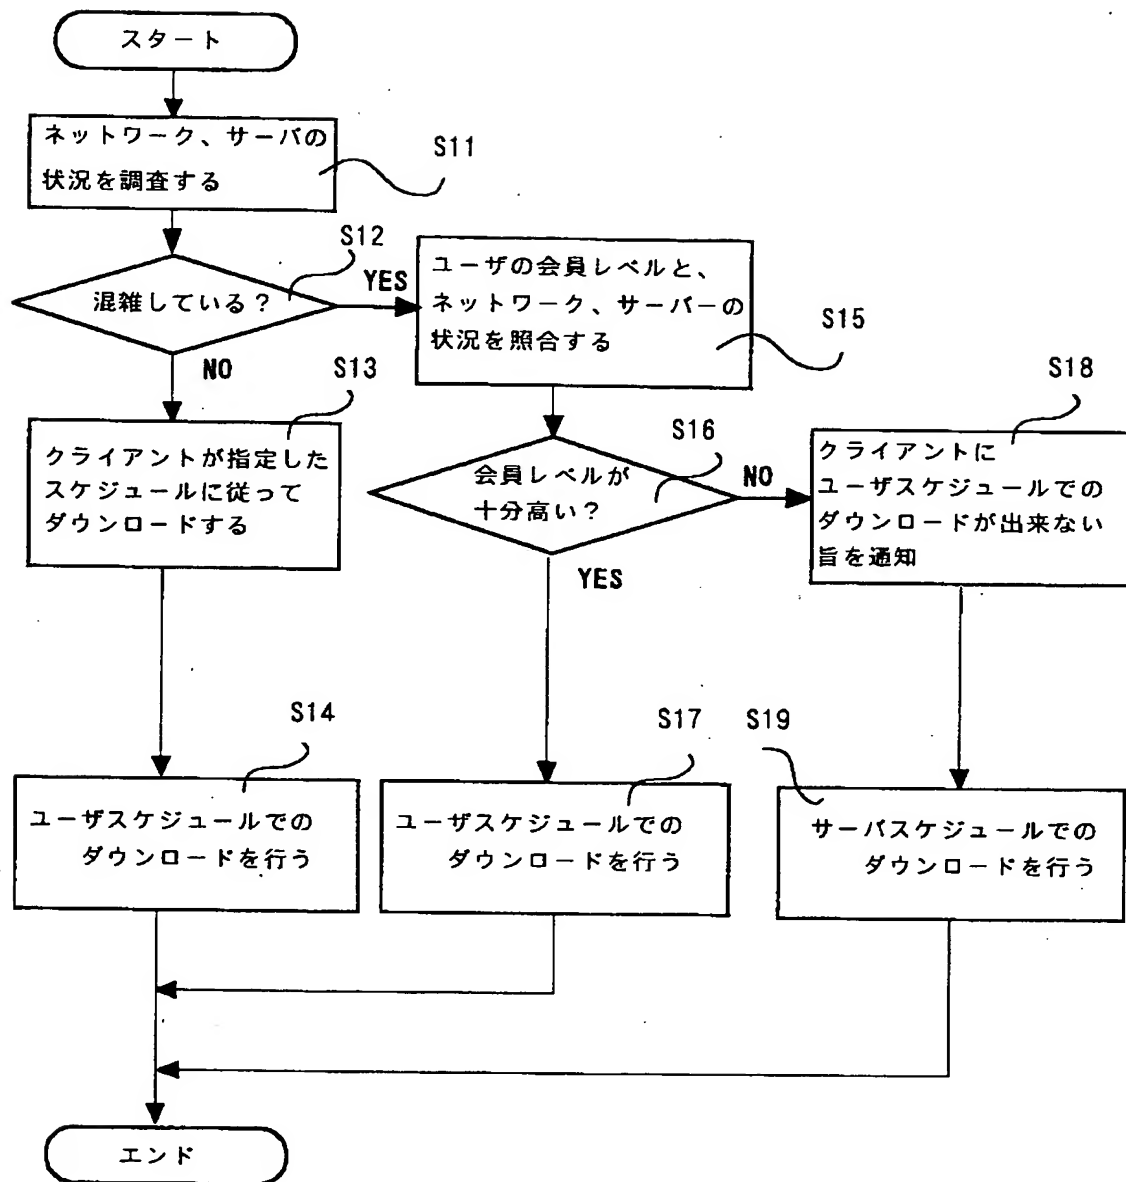 スタート
ネットワーク、サーバの
状況を調査する
S11
混雑している？
S12
YES
NO
ユーザの会員レベルと、
ネットワーク、サーバーの
状況を照合する
S15
S13
クライアントが指定した
スケジュールに従って
ダウンロードする
会員レベルが
十分高い？
S16
NO
YES
S18
クライアントに
ユーザスケジュールでの
ダウンロードが出来ない
旨を通知
S14
ユーザスケジュールでの
ダウンロードを行う
S17
ユーザスケジュールでの
ダウンロードを行う
S19
サーバスケジュールでの
ダウンロードを行う
エンド